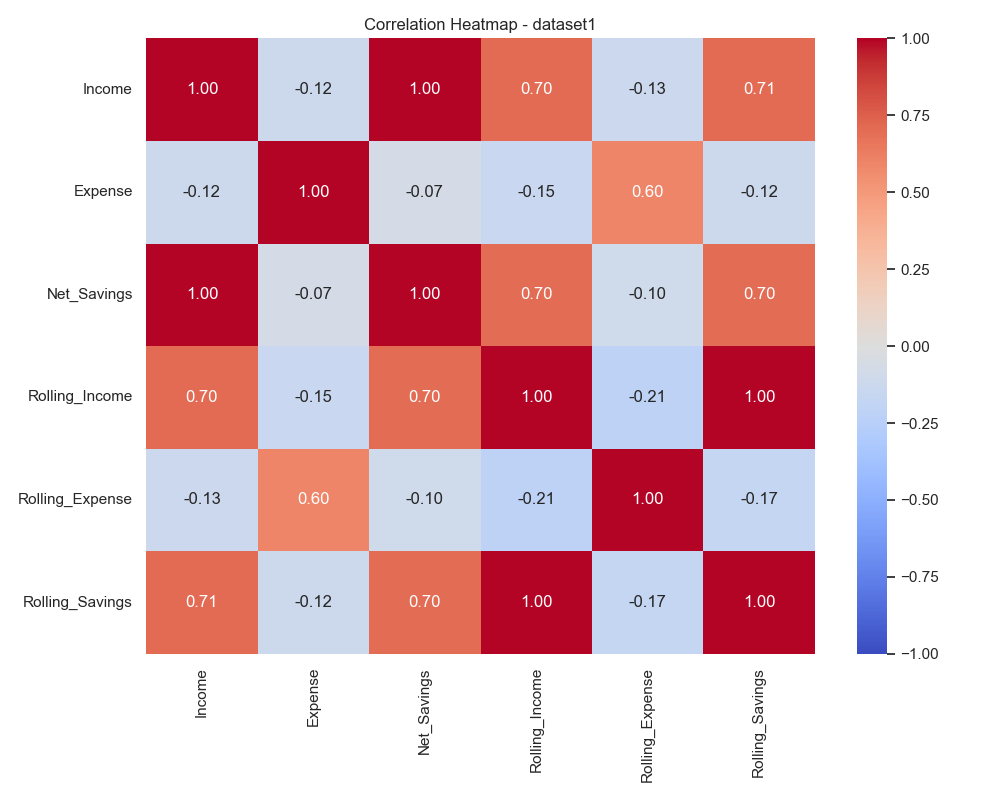 Correlation Heatmap - dataset1
Income 1.00 -0.12 1.00 0.70 -0.13 0.71
Expense -0.12 1.00 -0.07 -0.15 0.60 -0.12
Net_Savings 1.00 -0.07 1.00 0.70 -0.10 0.70
Rolling_Income 0.70 -0.15 0.70 1.00 -0.21 1.00
Rolling_Expense -0.13 0.60 -0.10 -0.21 1.00 -0.17
Rolling_Savings 0.71 -0.12 0.70 1.00 -0.17 1.00
Income
Expense
Net_Savings
Rolling_Income
Rolling_Expense
Rolling_Savings
1.00
0.75
0.50
0.25
0.00
−0.25
−0.50
−0.75
−1.00